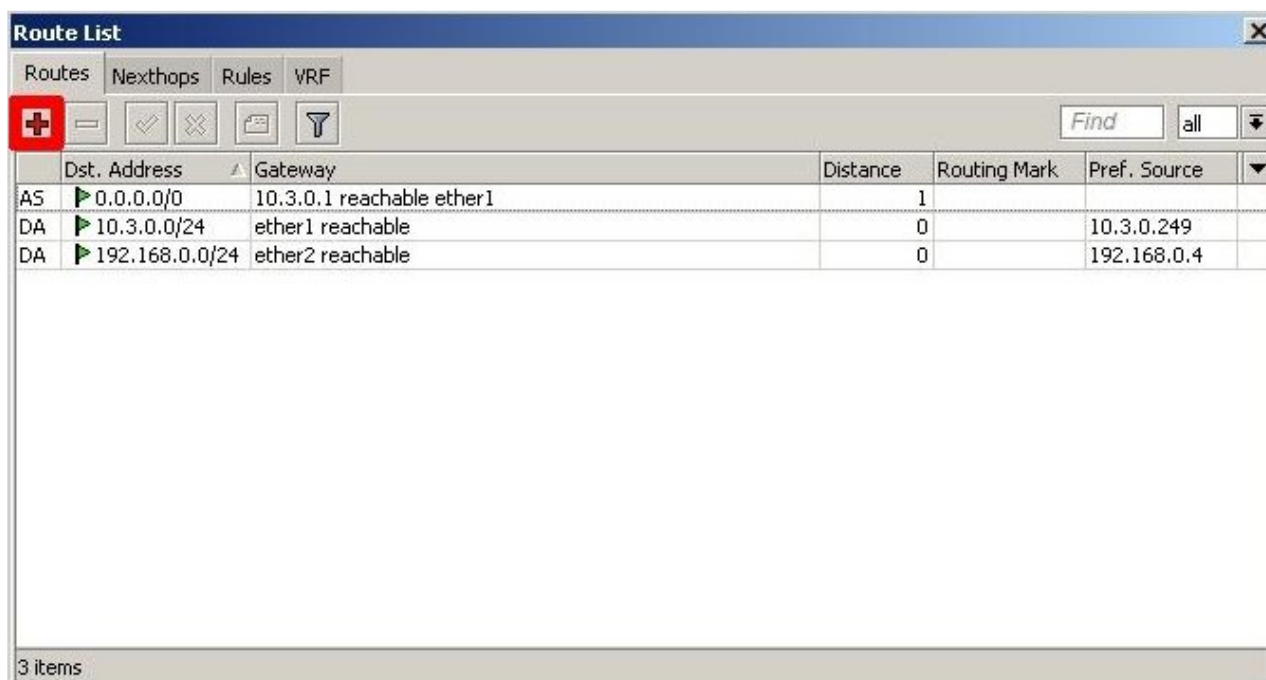 Route List
Routes Nexthops Rules VRF
Find all
Dst. Address Gateway Distance Routing Mark Pref. Source
AS 0.0.0.0/0 10.3.0.1 reachable ether1 1
DA 10.3.0.0/24 ether1 reachable 0 10.3.0.249
DA 192.168.0.0/24 ether2 reachable 0 192.168.0.4
3 items